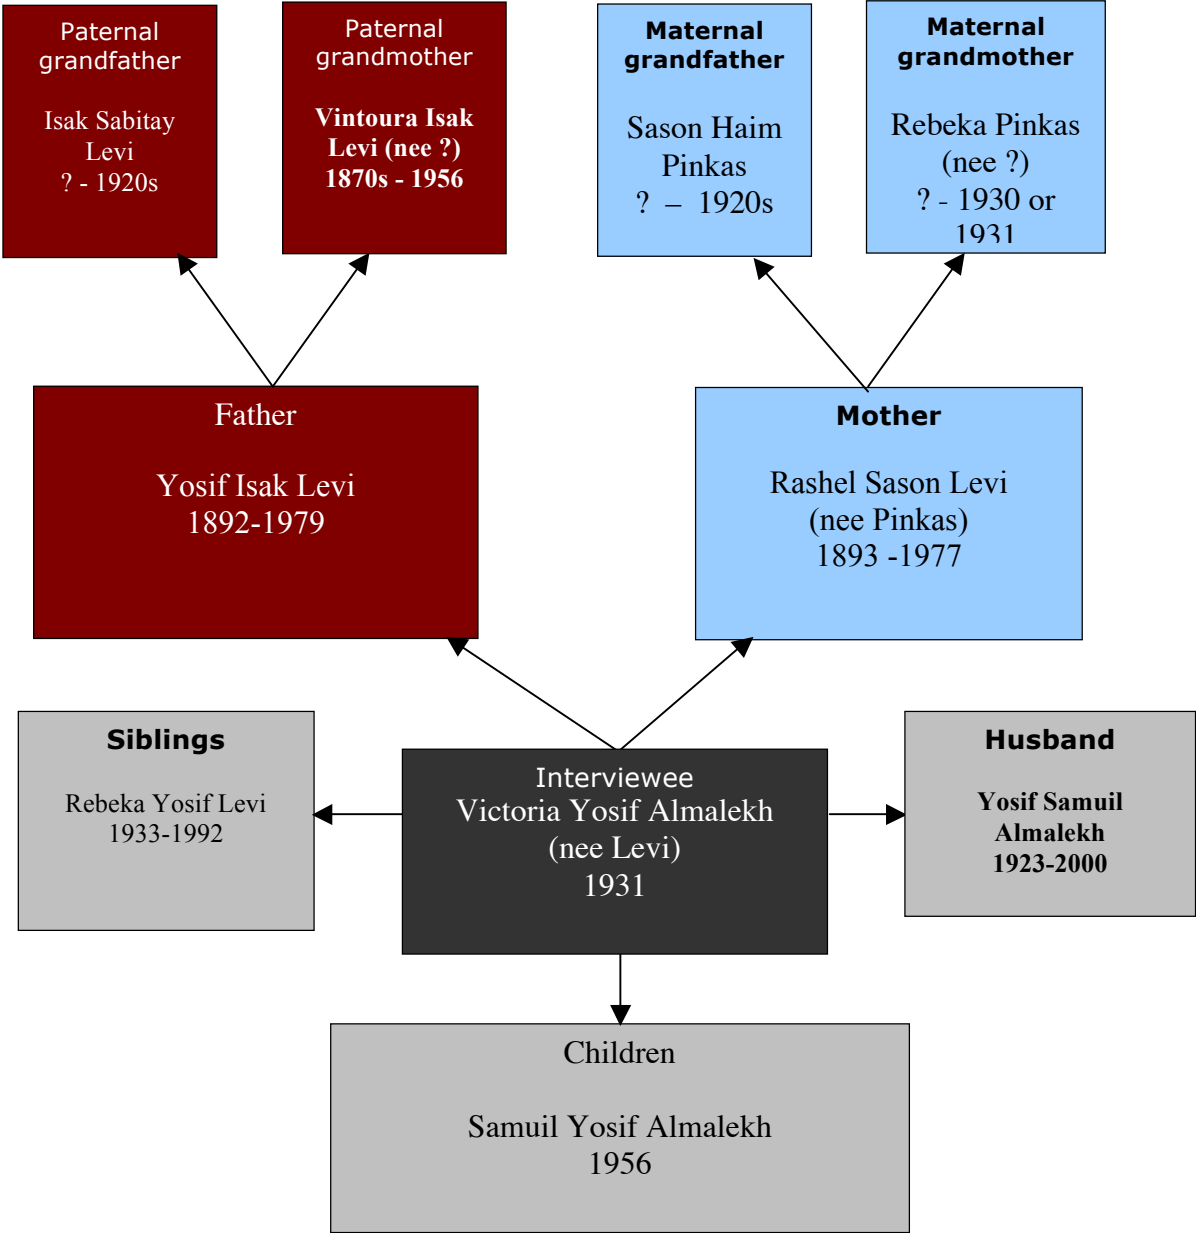 Paternal
grandfather
Isak Sabitay
Levi
? - 1920s
Paternal
grandmother
Vintoura Isak
Levi (nee ?)
1870s - 1956
Maternal
grandfather
Sason Haim
Pinkas
? – 1920s
Maternal
grandmother
Rebeka Pinkas
(nee ?)
? - 1930 or
1931
Father
Yosif Isak Levi
1892-1979
Mother
Rashel Sason Levi
(nee Pinkas)
1893 -1977
Siblings
Rebeka Yosif Levi
1933-1992
Interviewee
Victoria Yosif Almalekh
(nee Levi)
1931
Husband
Yosif Samuil
Almalekh
1923-2000
Children
Samuil Yosif Almalekh
1956